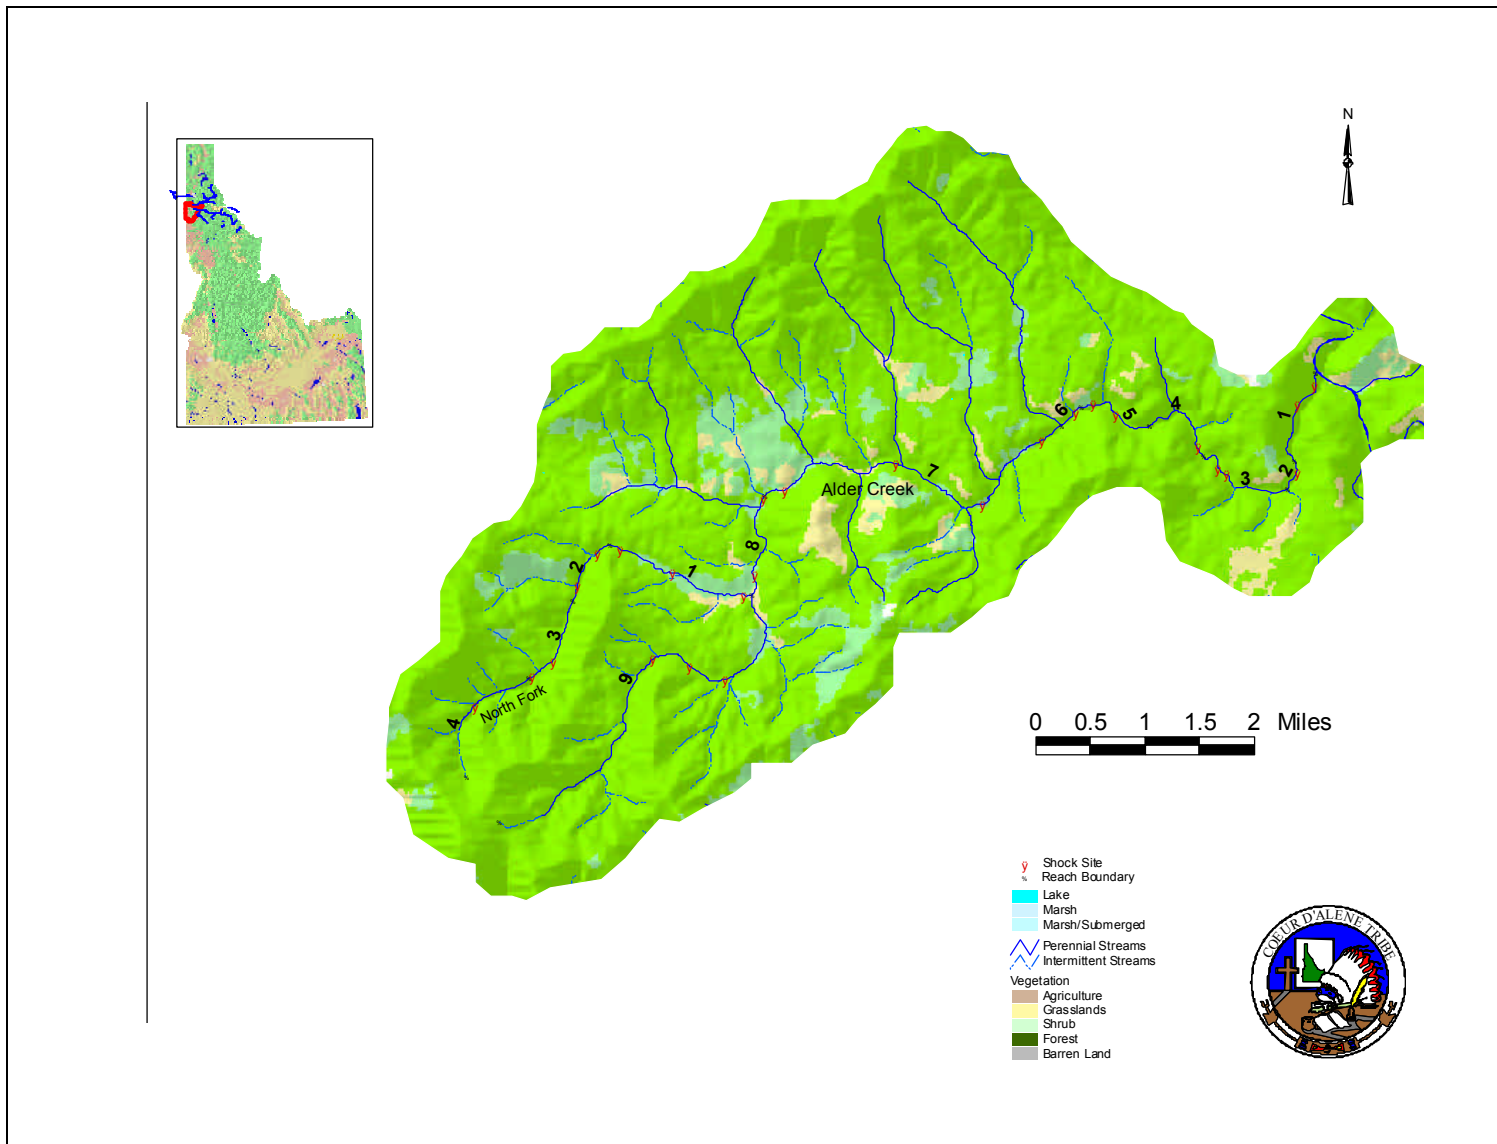 N
1
2
3
4
5
6
7
Alder Creek
8
1
2
3
4
North Fork
9
0 0.5 1 1.5 2 Miles
ÿ Shock Site
% Reach Boundary
Lake
Marsh
Marsh/Submerged
Perennial Streams
Intermittent Streams
Vegetation
Agriculture
Grasslands
Shrub
Forest
Barren Land
COEUR D'ALENE TRIBE